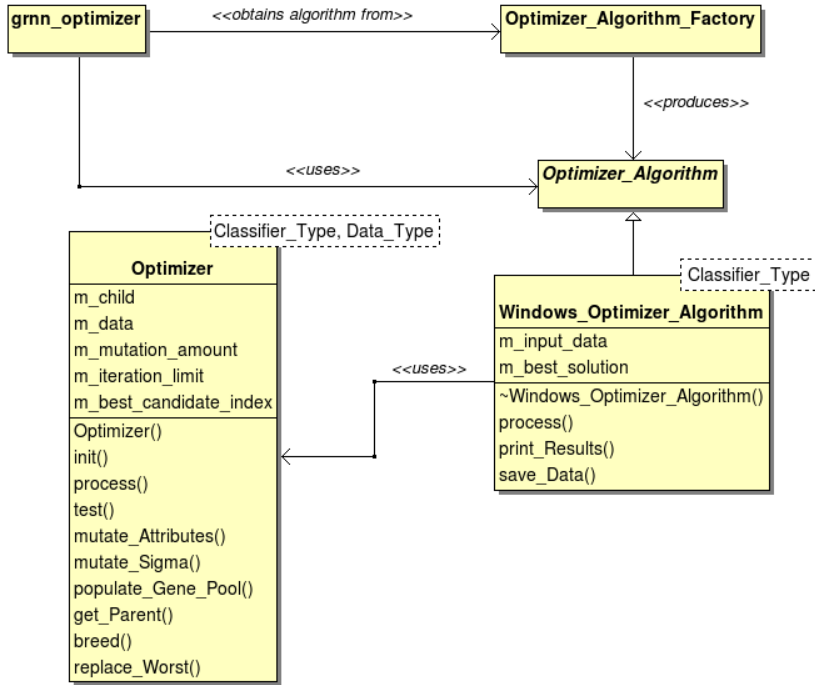 grnn_optimizer
<<obtains algorithm from>>
Optimizer_Algorithm_Factory
<<produces>>
<<uses>>
Optimizer_Algorithm
Classifier_Type, Data_Type
Optimizer
m_child
m_data
m_mutation_amount
m_iteration_limit
m_best_candidate_index
Optimizer()
init()
process()
test()
mutate_Attributes()
mutate_Sigma()
populate_Gene_Pool()
get_Parent()
breed()
replace_Worst()
<<uses>>
Classifier_Type
Windows_Optimizer_Algorithm
m_input_data
m_best_solution
~Windows_Optimizer_Algorithm()
process()
print_Results()
save_Data()